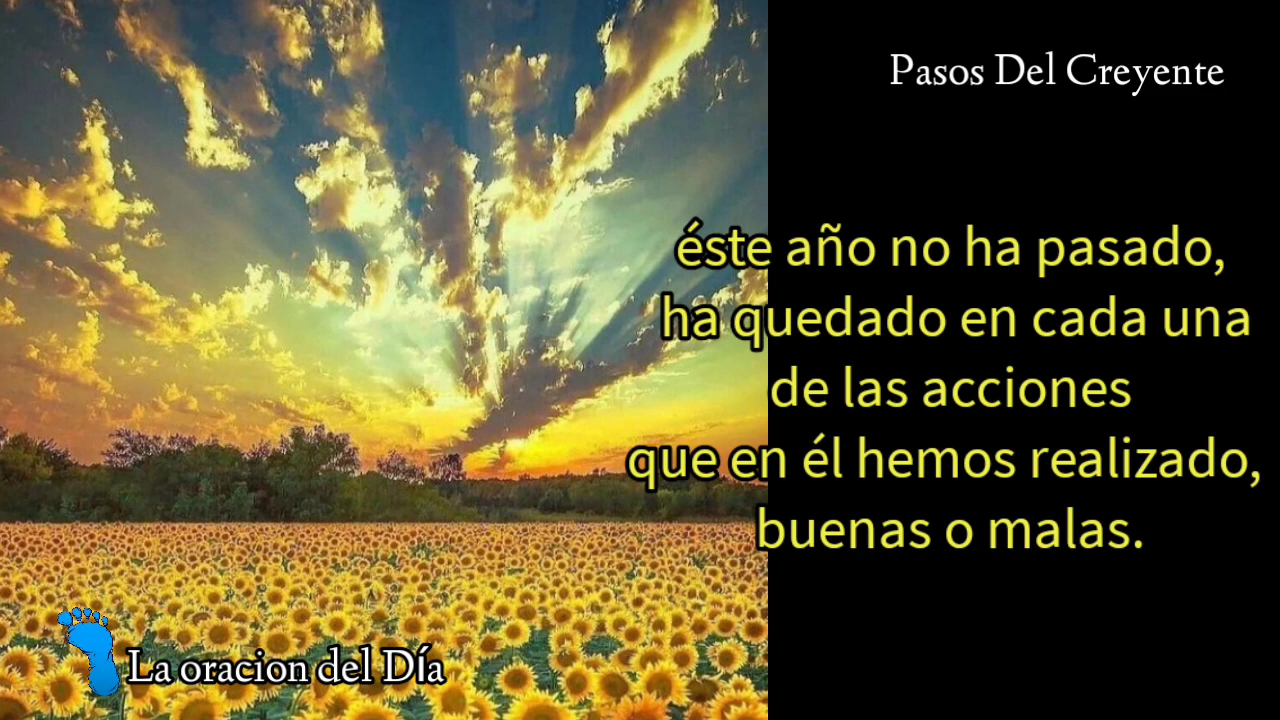 Pasos Del Creyente
éste año no ha pasado,
ha quedado en cada una
de las acciones
que en él hemos realizado,
buenas o malas.
La oracion del Día